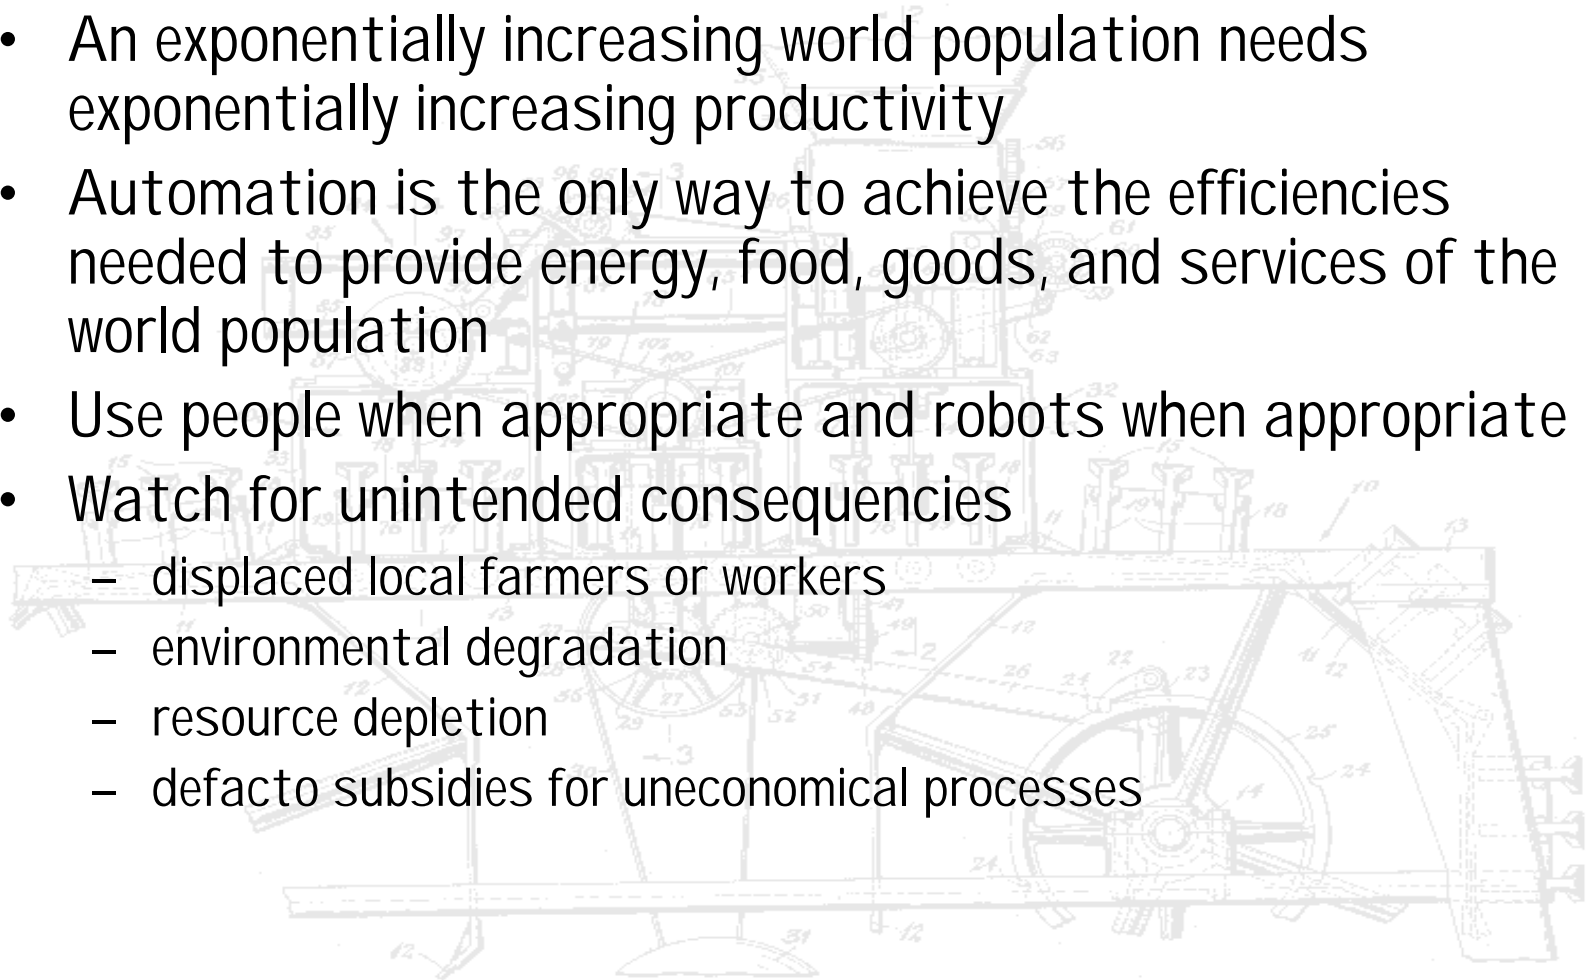 • An exponentially increasing world population needs
exponentially increasing productivity
• Automation is the only way to achieve the efficiencies
needed to provide energy, food, goods, and services of the
world population
• Use people when appropriate and robots when appropriate
• Watch for unintended consequencies
– displaced local farmers or workers
– environmental degradation
– resource depletion
– defacto subsidies for uneconomical processes